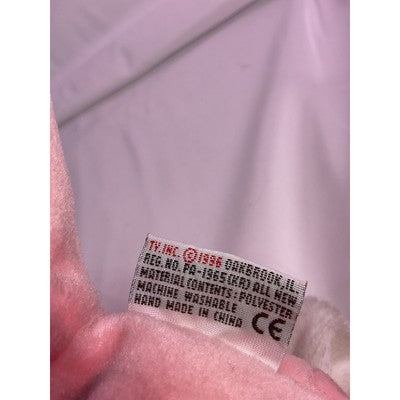 TY. INC. ©1996 OAKBROOK. IL.
REG. NO. PA-1965(KR) ALL NEW
MATERIAL CONTENTS: POLYESTER
MACHINE WASHABLE
HAND MADE IN CHINA CE